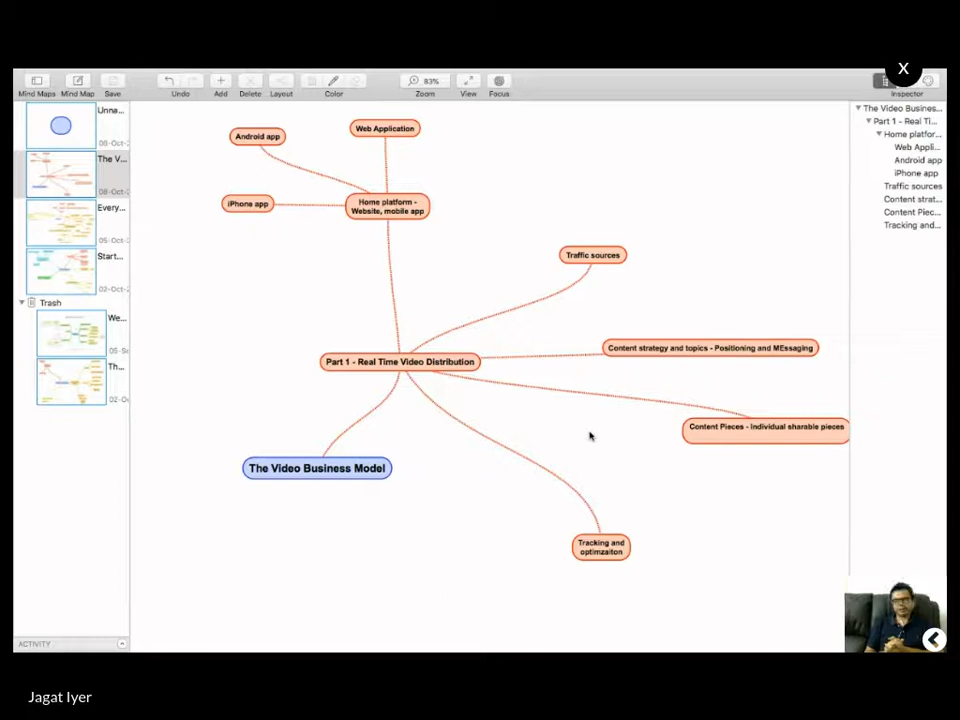 X
Mind Maps Mind Map Save Undo Add Delete Layout Color 83% Zoom View Focus Inspector
Unna...
08-Oct-2
The V...
08-Oct-2
Every...
05-Oct-2
Start...
02-Oct-2
Trash
We...
05-S
Th...
02-O
ACTIVITY
Android app
Web Application
iPhone app
Home platform -
Website, mobile app
Traffic sources
Part 1 - Real Time Video Distribution
Content strategy and topics - Positioning and MEssaging
Content Pieces - Individual sharable pieces
The Video Business Model
Tracking and
optimzaiton
The Video Busines...
Part 1 - Real Ti...
Home platfor...
Web Appli...
Android app
iPhone app
Traffic sources
Content strat...
Content Piec...
Tracking and...
Jagat Iyer